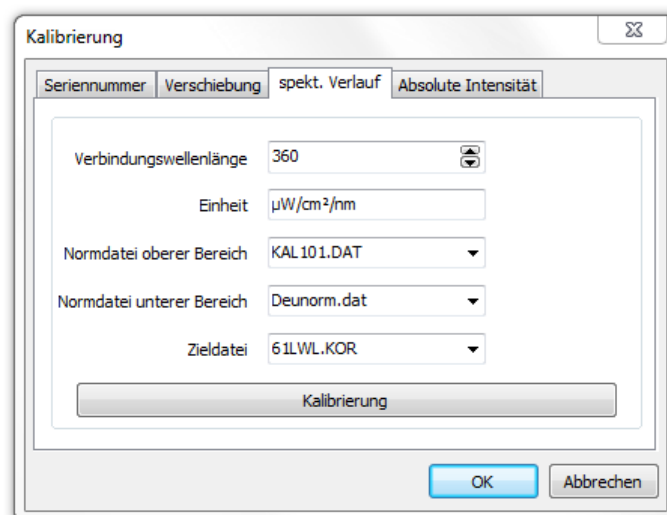 Kalibrierung
Seriennummer Verschiebung spekt. Verlauf Absolute Intensität
Verbindungswellenlänge 360
Einheit µW/cm²/nm
Normdatei oberer Bereich KAL101.DAT
Normdatei unterer Bereich Deunorm.dat
Zieldatei 61LWL.KOR
Kalibrierung
OK Abbrechen